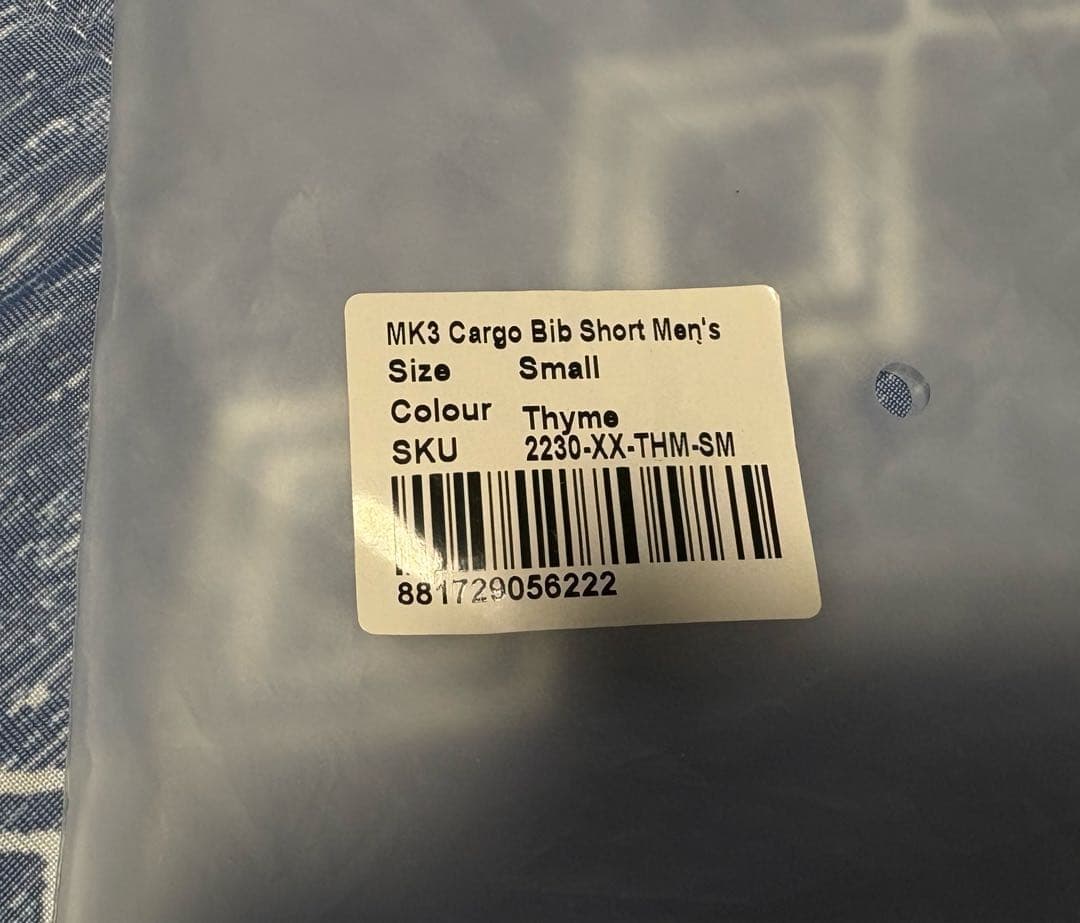 MK3 Cargo Bib Short Men's
Size Small
Colour Thyme
SKU 2230-XX-THM-SM
881729056222